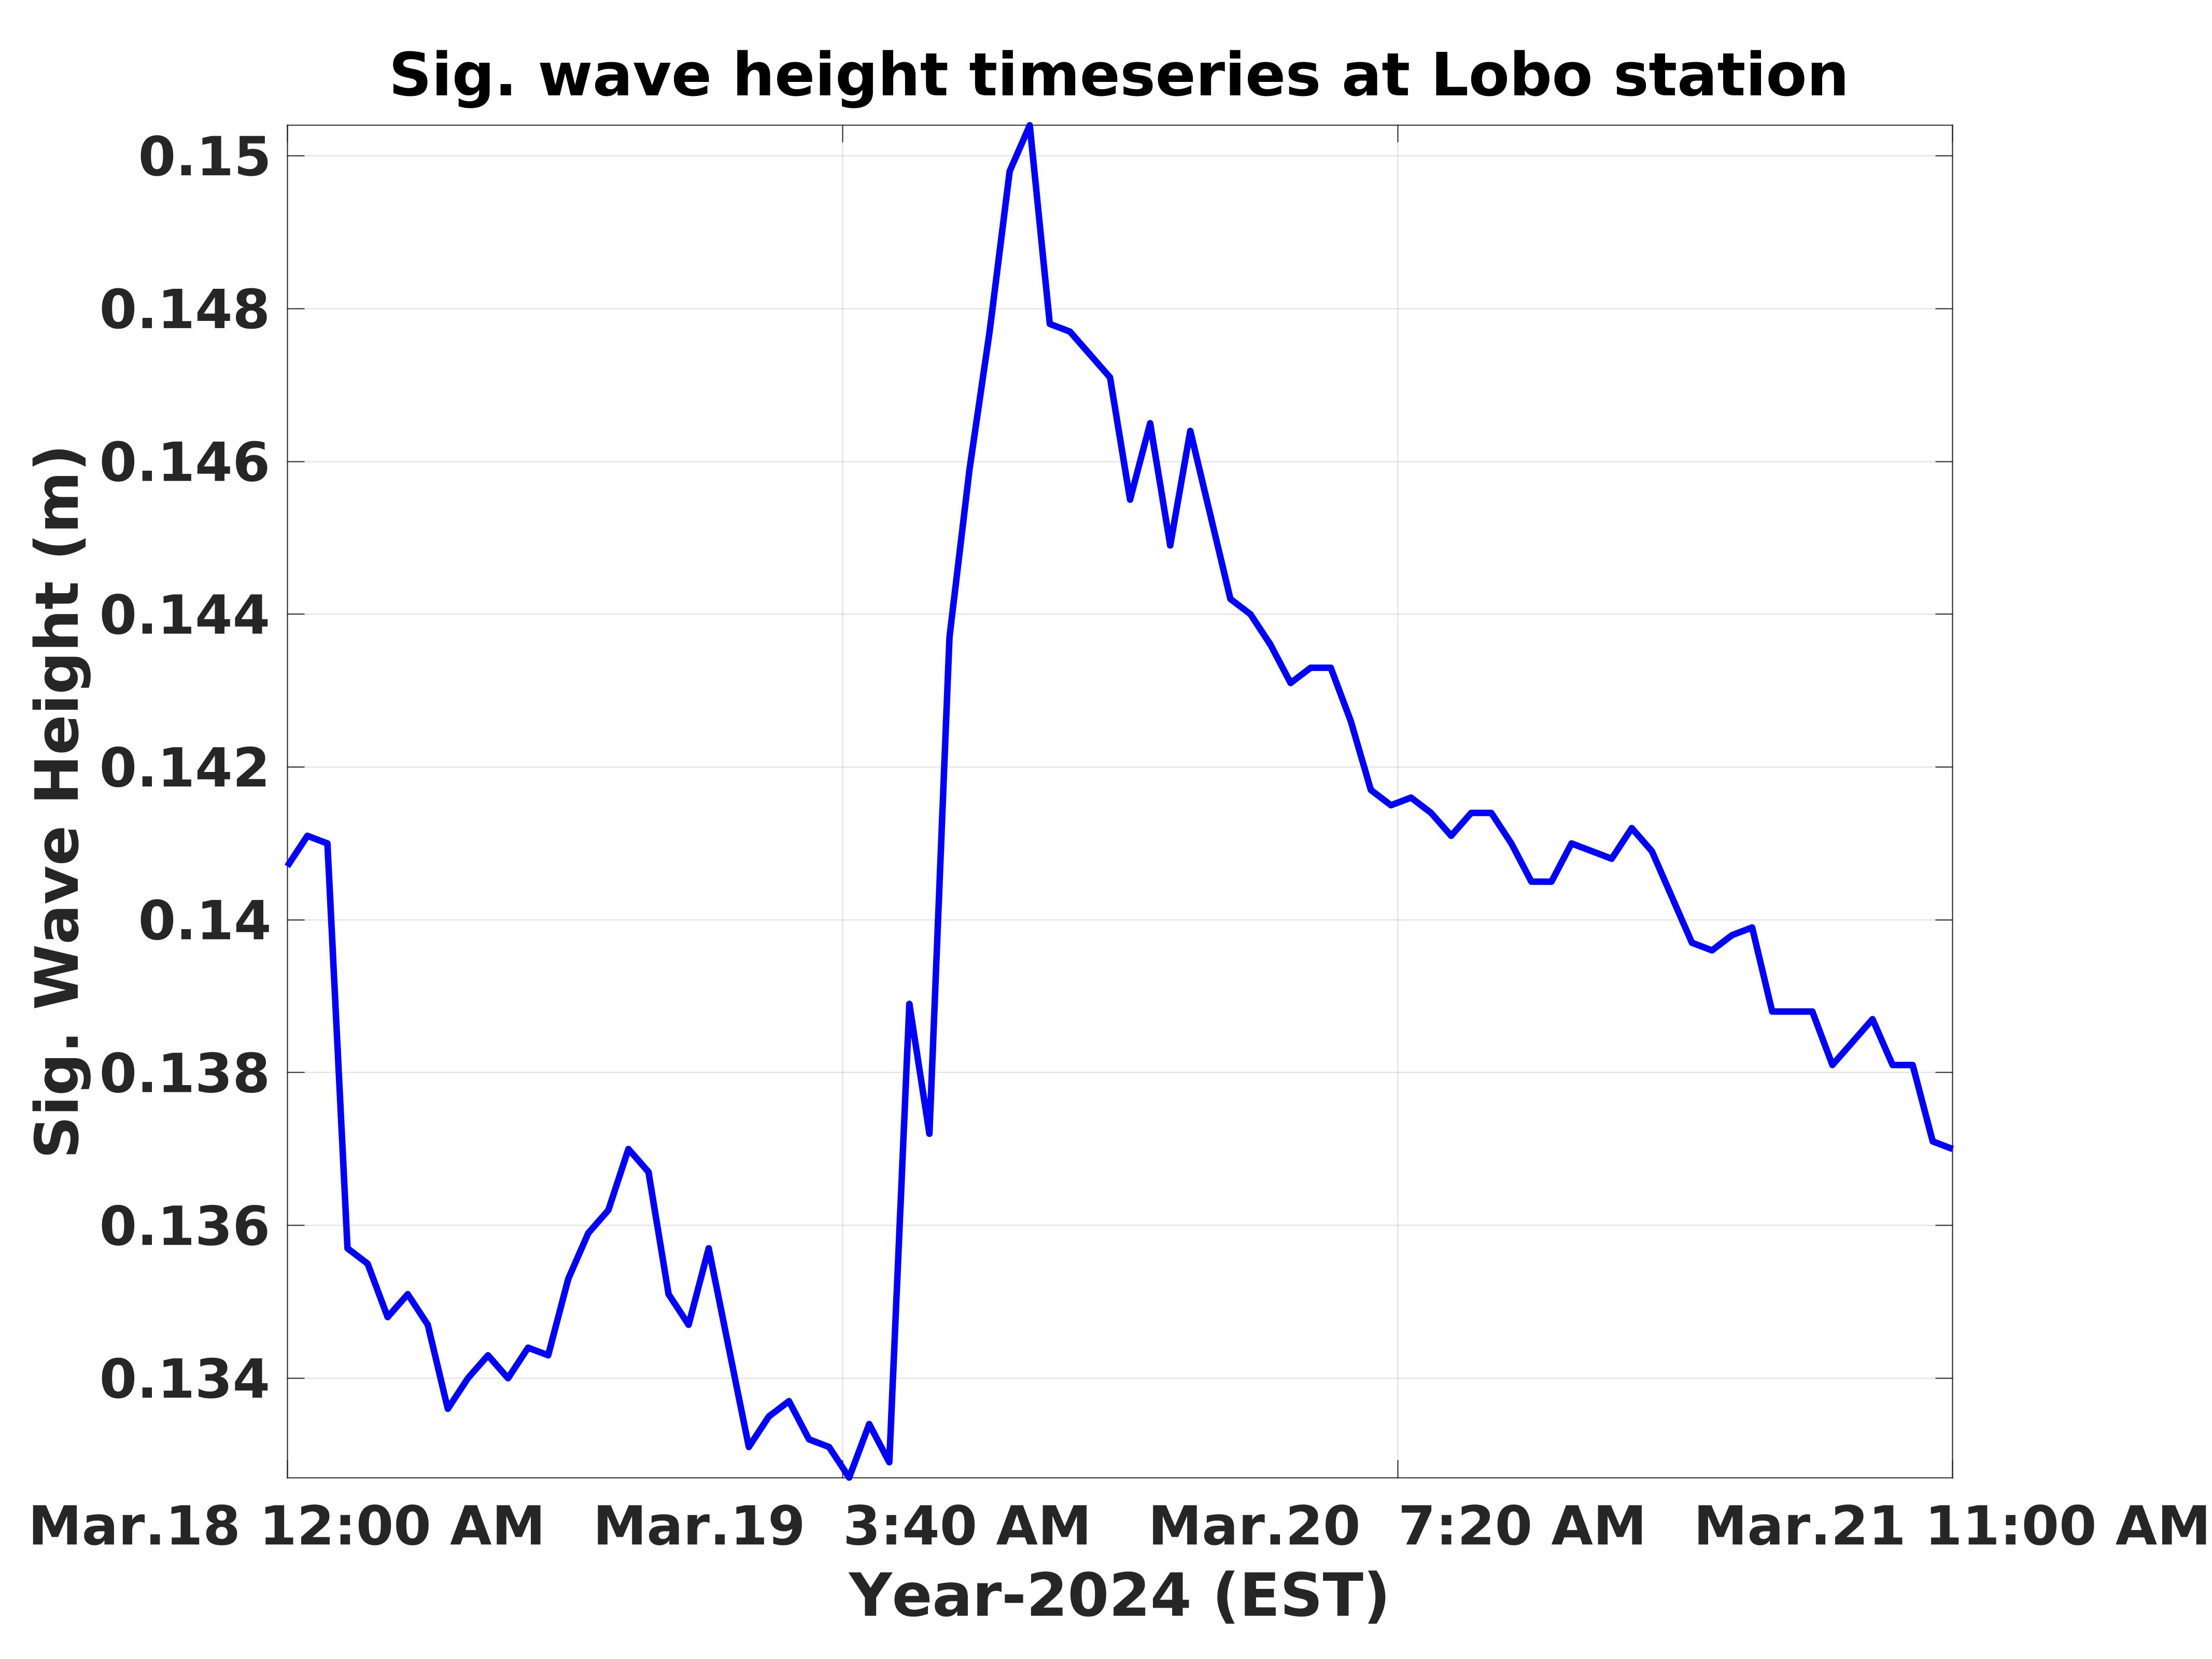 Sig. wave height timeseries at Lobo station
0.15
0.148
0.146
0.144
0.142
0.14
0.138
0.136
0.134
Sig. Wave Height (m)
Mar.18 12:00 AM Mar.19 3:40 AM Mar.20 7:20 AM Mar.21 11:00 AM
Year-2024 (EST)